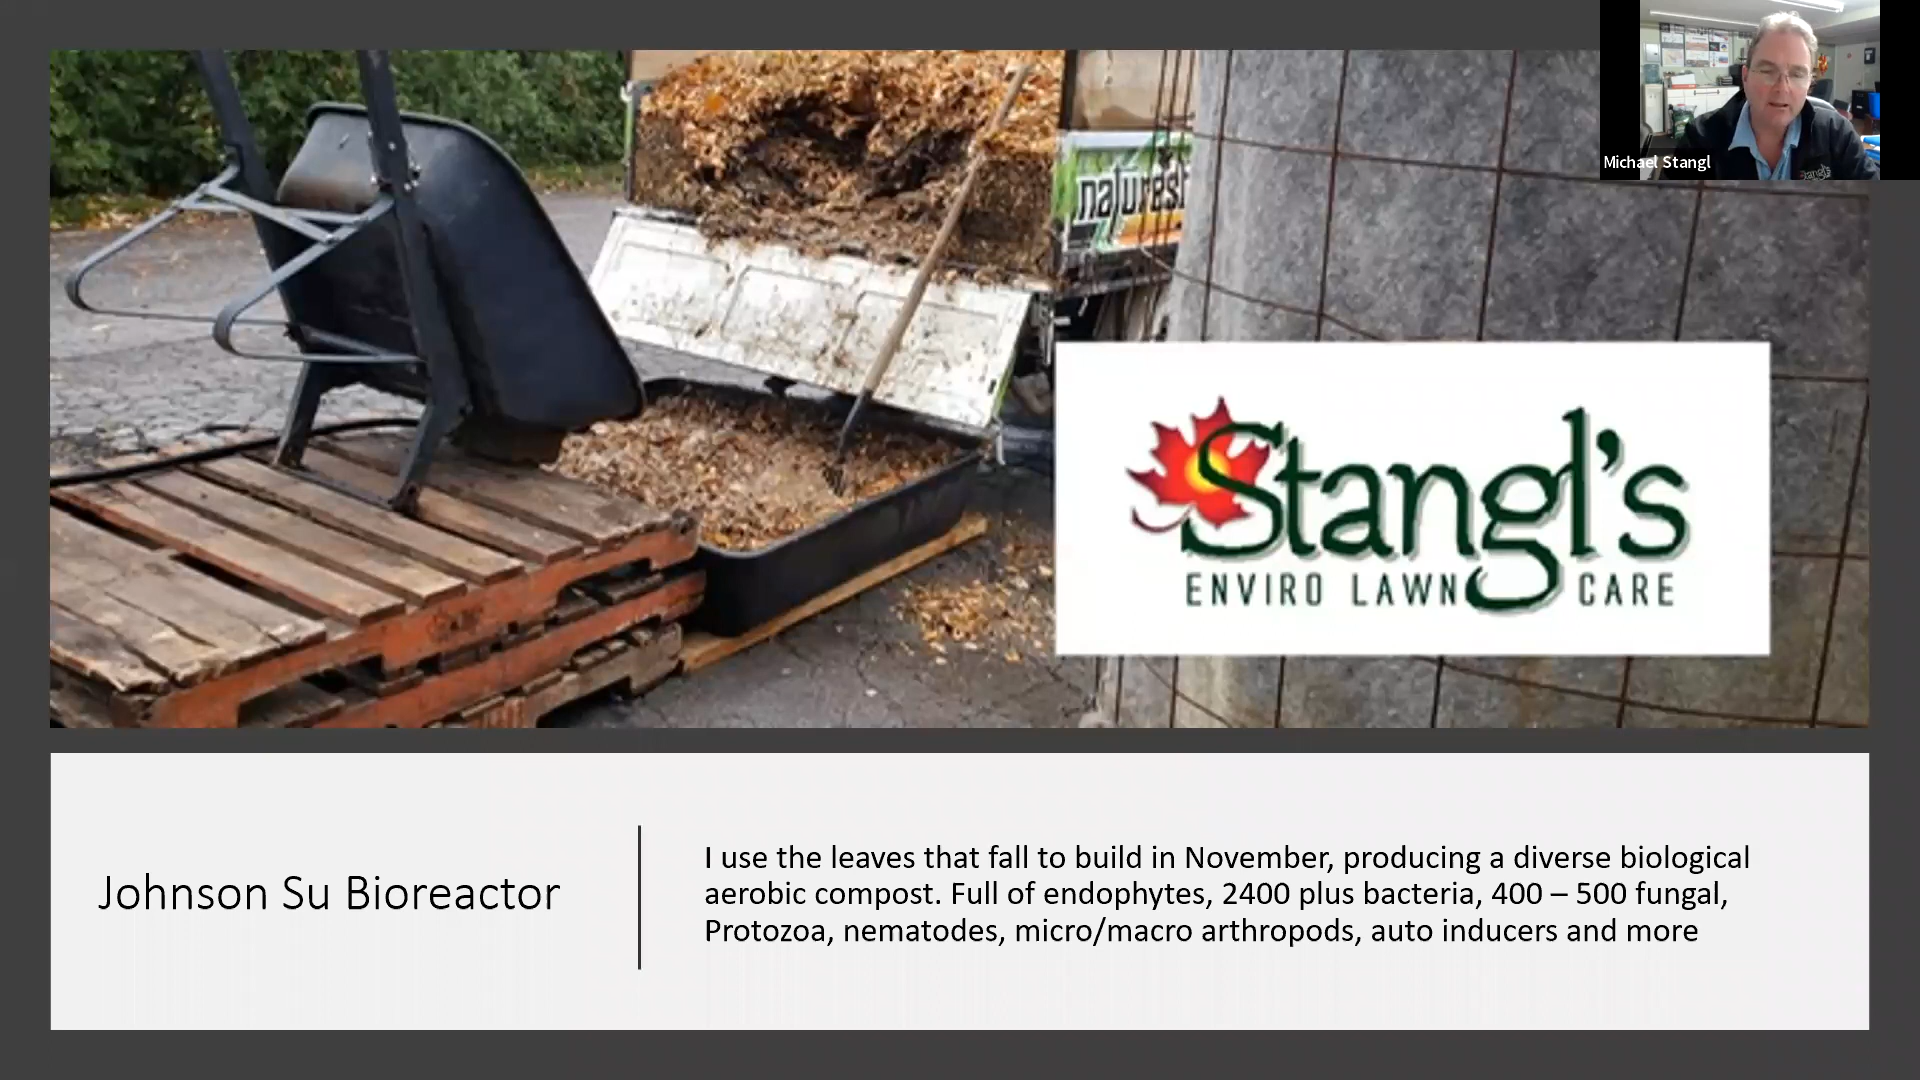 Michael Stangl
natures
Stangl's
ENVIRO LAWN CARE
Johnson Su Bioreactor
I use the leaves that fall to build in November, producing a diverse biological
aerobic compost. Full of endophytes, 2400 plus bacteria, 400 – 500 fungal,
Protozoa, nematodes, micro/macro arthropods, auto inducers and more